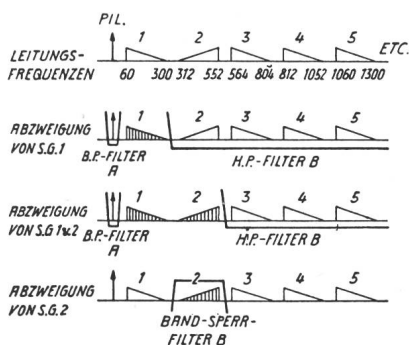 PIL.
1 2 3 4 5 ETC.
LEITUNGS-
FREQUENZEN
60 300 312 552 564 804 812 1052 1060 1300
1 2 3 4 5
ABZWEIGUNG
VON S.G.1
B.P.-FILTER
A
H.P.-FILTER B
1 2 3 4 5
ABZWEIGUNG
VON S.G 1u.2
B.P.-FILTER
A
H.P.-FILTER B
1 2 3 4 5
ABZWEIGUNG
VON S.G.2
BAND-SPERR-
FILTER B